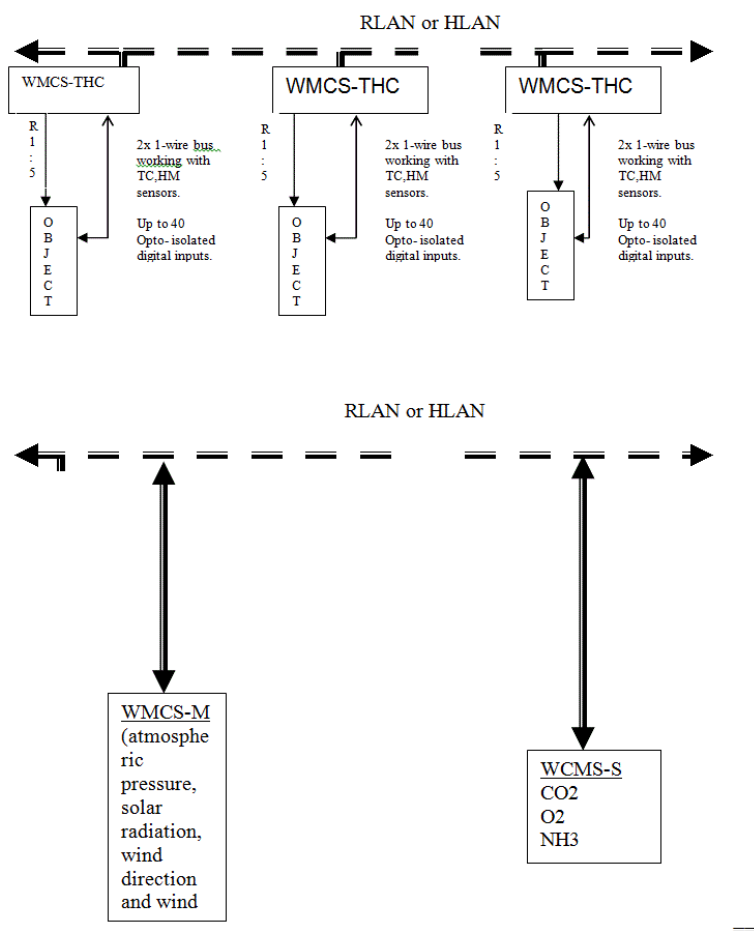 RLAN or HLAN
WMCS-THC
WMCS-THC
WMCS-THC
R
1
:
5
2x 1-wire bus
working with
TC,HM
sensors.
Up to 40
Opto- isolated
digital inputs.
O
B
J
E
C
T
R
1
:
5
2x 1-wire bus
working with
TC,HM
sensors.
Up to 40
Opto- isolated
digital inputs.
O
B
J
E
C
T
R
1
:
5
2x 1-wire bus
working with
TC,HM
sensors.
Up to 40
Opto- isolated
digital inputs.
O
B
J
E
C
T
RLAN or HLAN
WMCS-M
(atmosphe
ric
pressure,
solar
radiation,
wind
direction
and wind
WCMS-S
CO2
O2
NH3